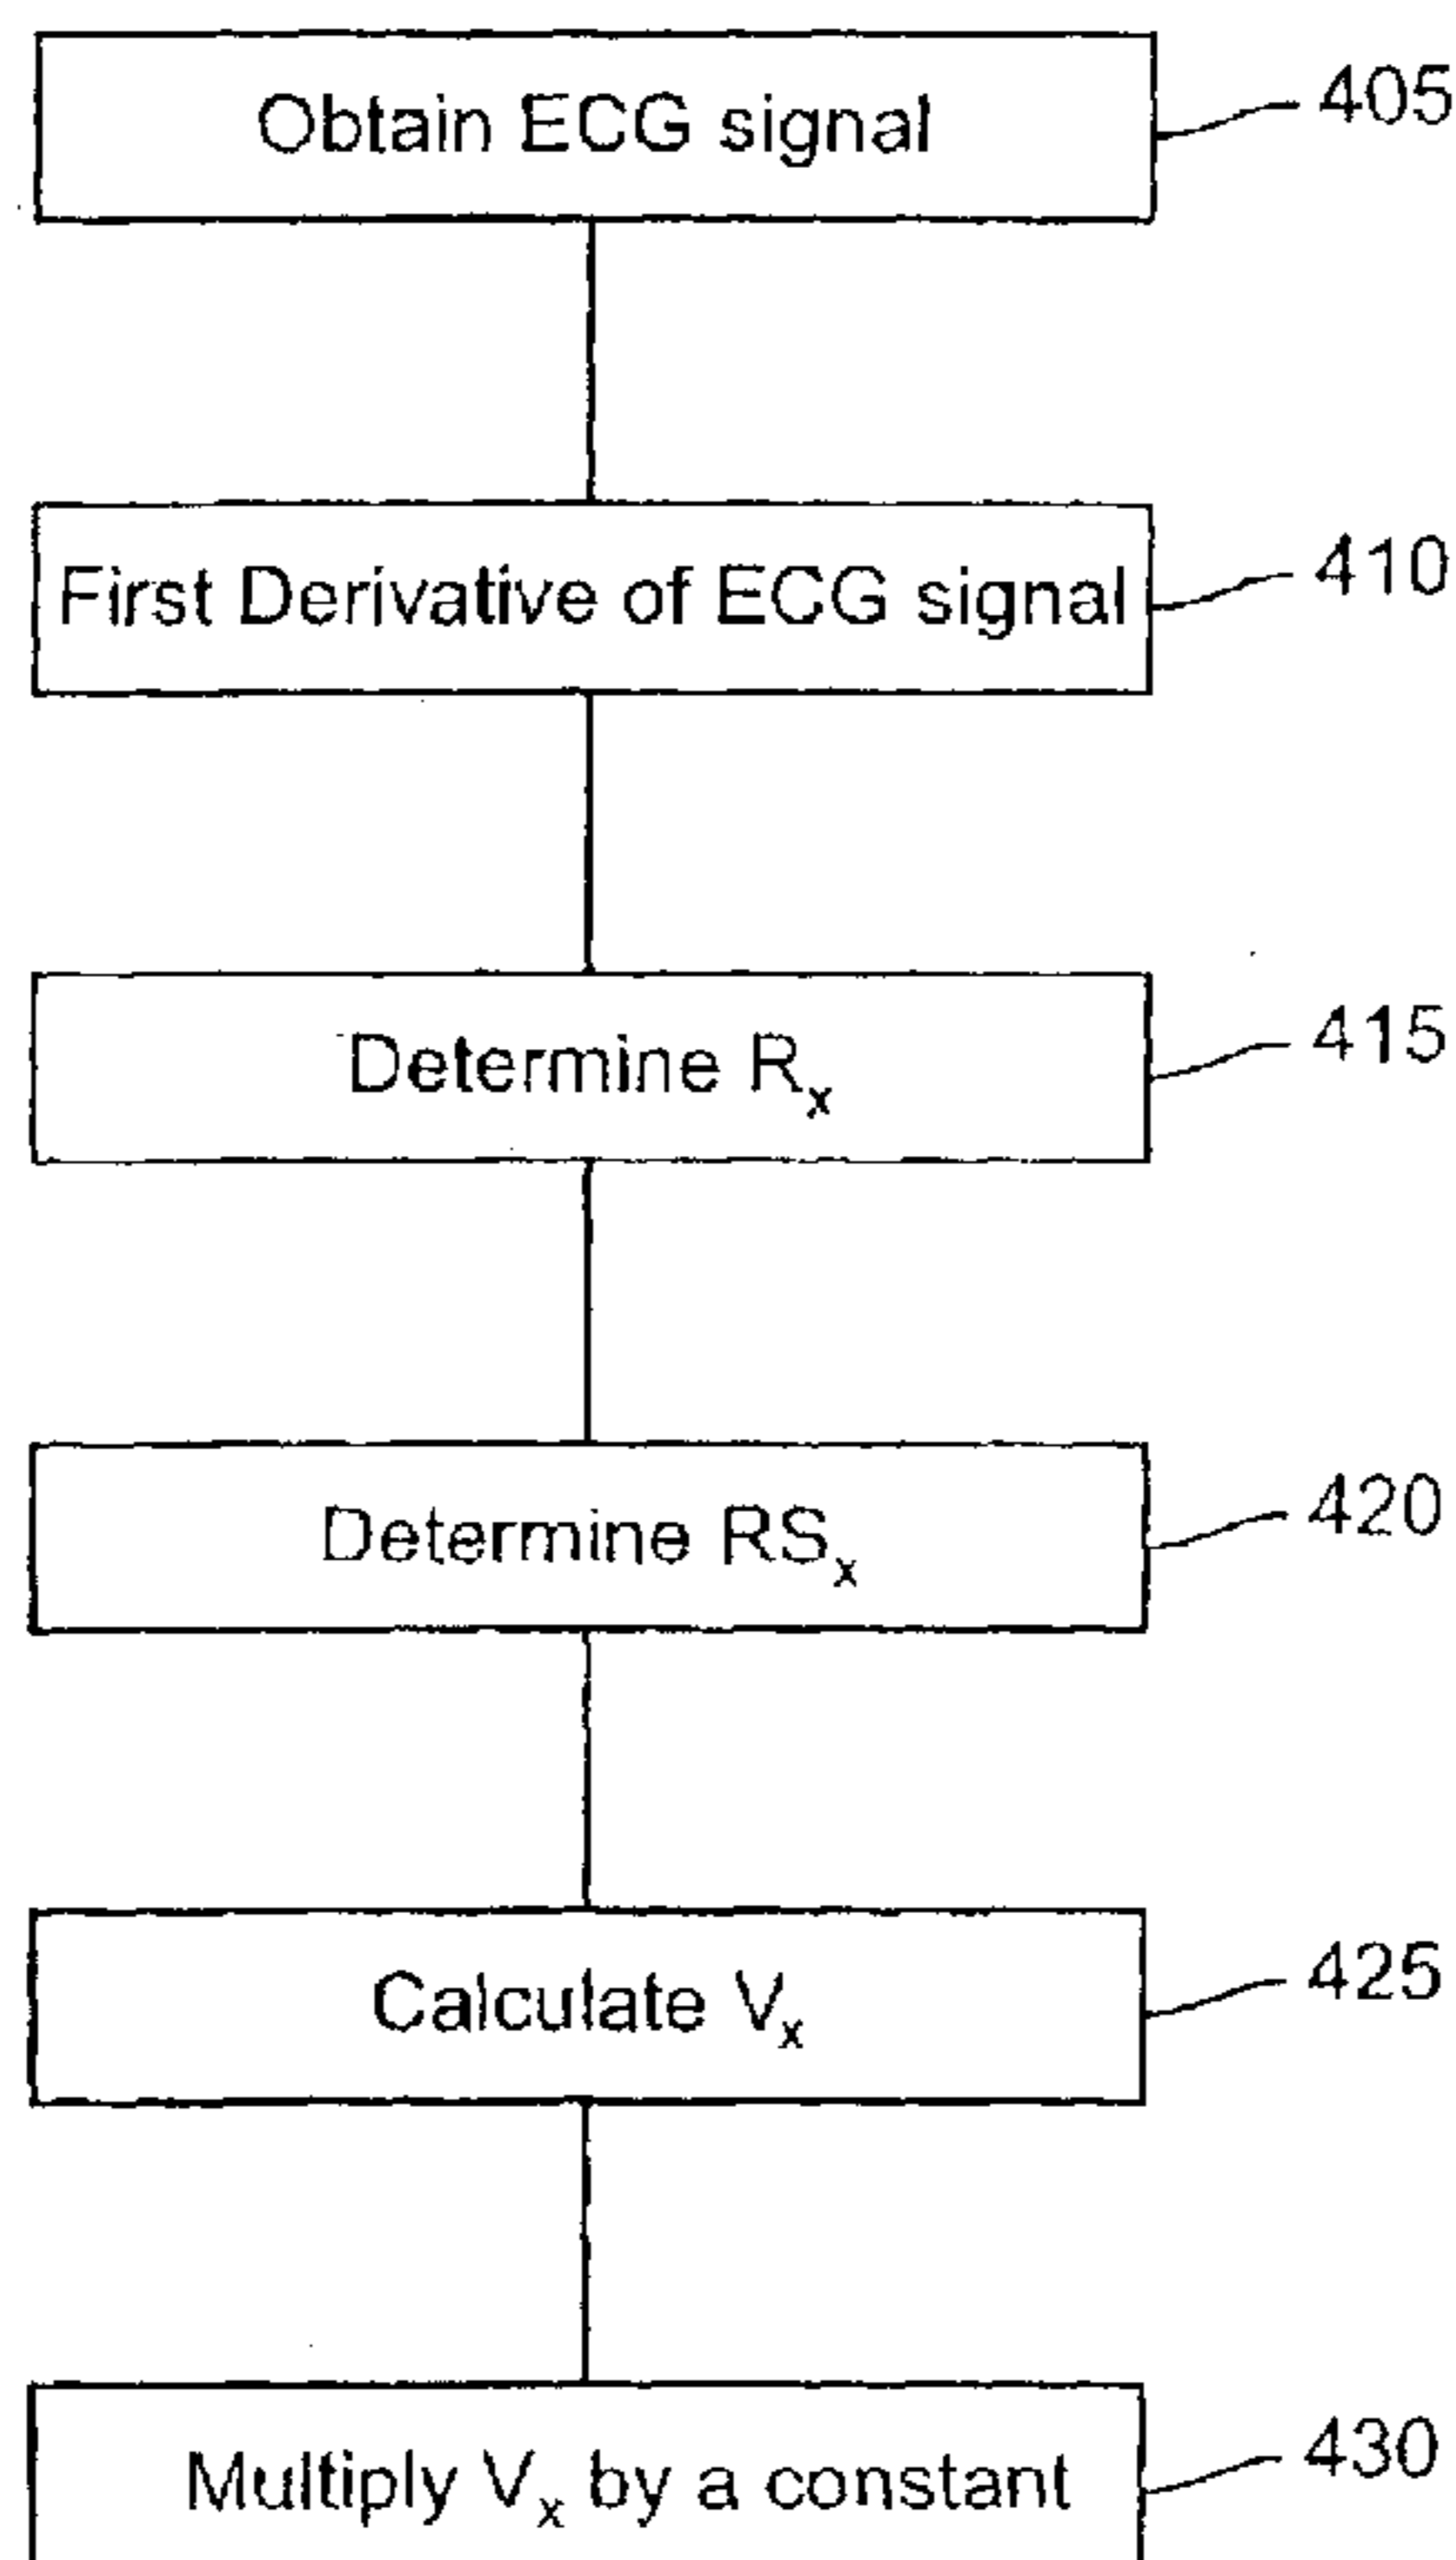 Obtain ECG signal 405
First Derivative of ECG signal 410
Determine Rx 415
Determine RSx 420
Calculate Vx 425
Multiply Vx by a constant 430